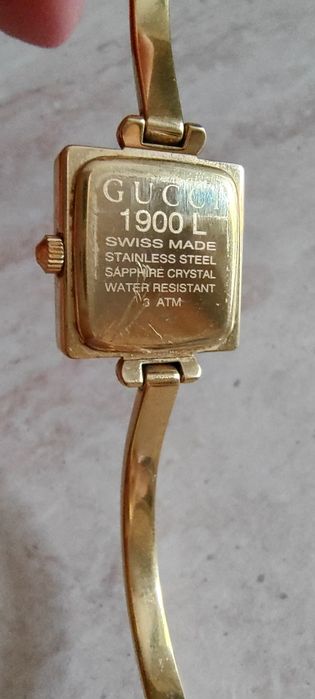 GUCCI
1900 L
SWISS MADE
STAINLESS STEEL
SAPPHIRE CRYSTAL
WATER RESISTANT
3 ATM